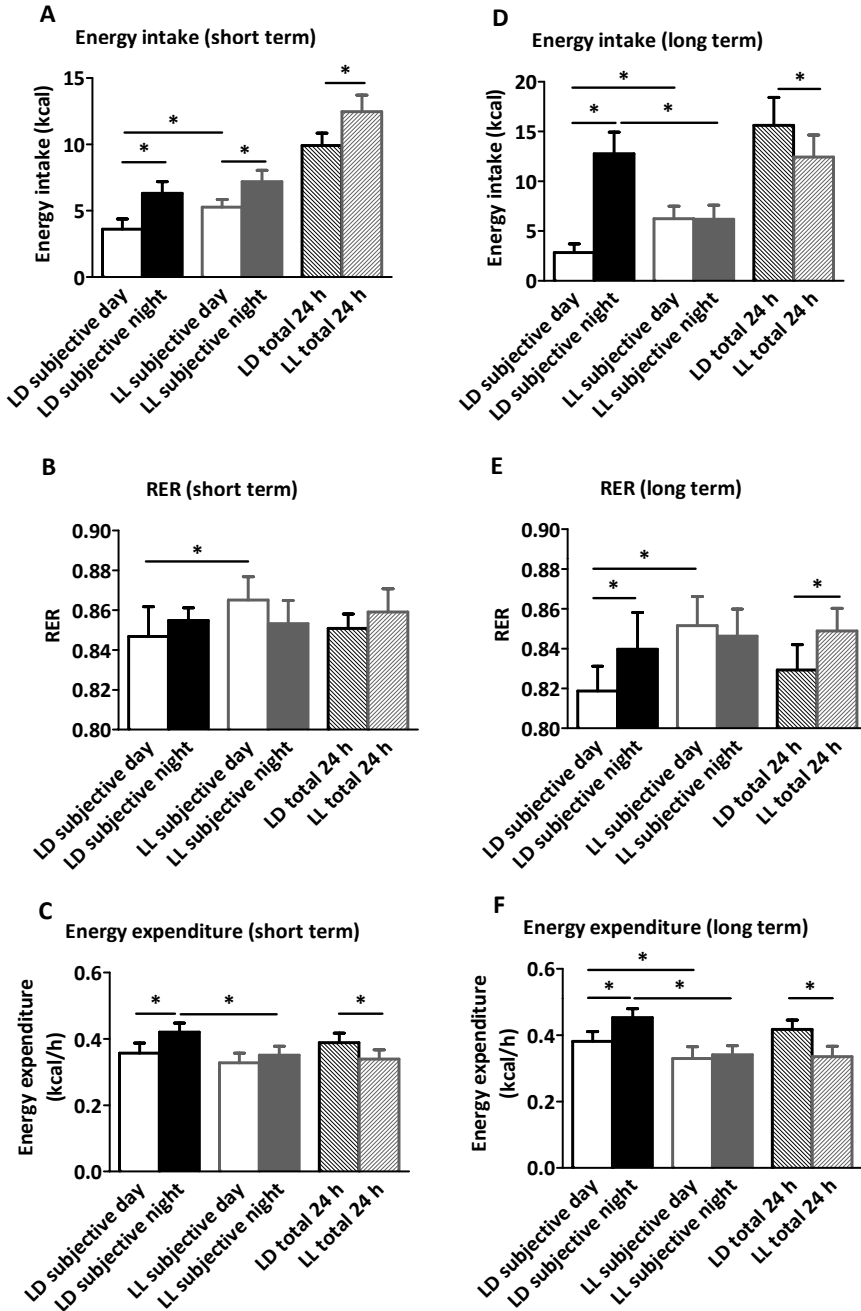 A
Energy intake (short term)
Energy intake (kcal)
15
10
5
0
*
*
*
*
LD subjective day
LD subjective night
LL subjective day
LL subjective night
LD total 24 h
LL total 24 h
D
Energy intake (long term)
Energy intake (kcal)
20
15
10
5
0
*
*
*
*
LD subjective day
LD subjective night
LL subjective day
LL subjective night
LD total 24 h
LL total 24 h
B
RER (short term)
RER
0.90
0.88
0.86
0.84
0.82
0.80
*
LD subjective day
LD subjective night
LL subjective day
LL subjective night
LD total 24 h
LL total 24 h
E
RER (long term)
RER
0.90
0.88
0.86
0.84
0.82
0.80
*
*
*
LD subjective day
LD subjective night
LL subjective day
LL subjective night
LD total 24 h
LL total 24 h
C
Energy expenditure (short term)
Energy expenditure
(kcal/h)
0.6
0.4
0.2
0.0
*
*
*
LD subjective day
LD subjective night
LL subjective day
LL subjective night
LD total 24 h
LL total 24 h
F
Energy expenditure (long term)
Energy expenditure
(kcal/h)
0.6
0.4
0.2
0.0
*
*
*
*
LD subjective day
LD subjective night
LL subjective day
LL subjective night
LD total 24 h
LL total 24 h